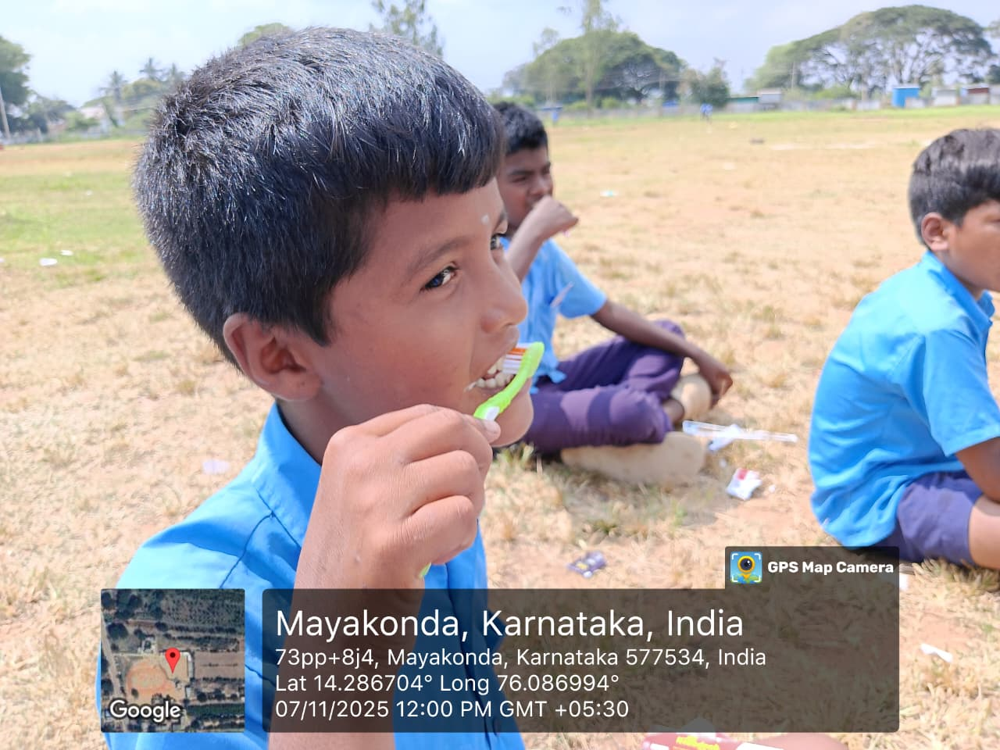 GPS Map Camera
Mayakonda, Karnataka, India
73pp+8j4, Mayakonda, Karnataka 577534, India
Lat 14.286704° Long 76.086994°
07/11/2025 12:00 PM GMT +05:30
Google